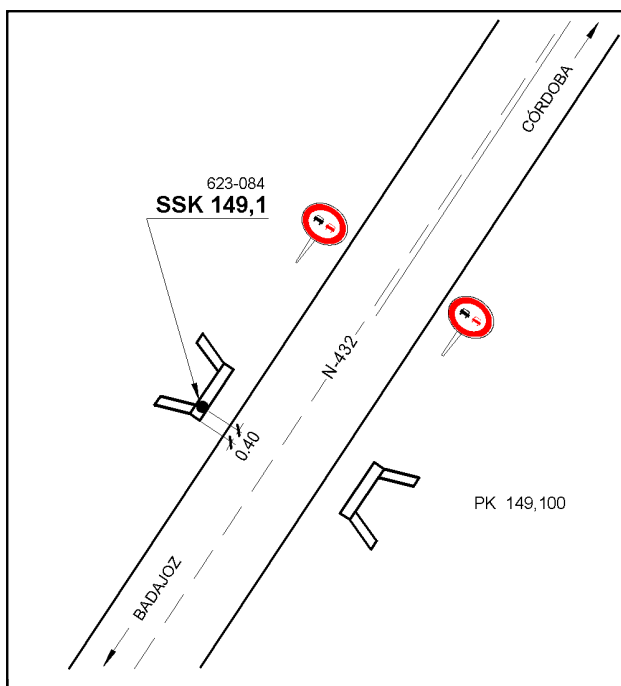 CÓRDOBA
623-084
SSK 149,1
N-432
0.40
PK 149,100
BADAJOZ